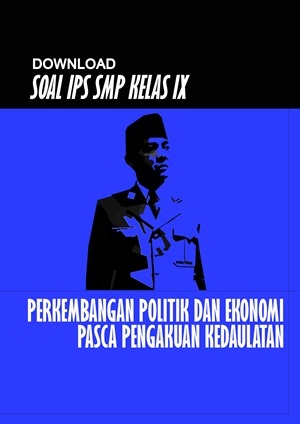 DOWNLOAD
SOAL IPS SMP KELAS IX
PERKEMBANGAN POLITIK DAN EKONOMI
PASCA PENGAKUAN KEDAULATAN